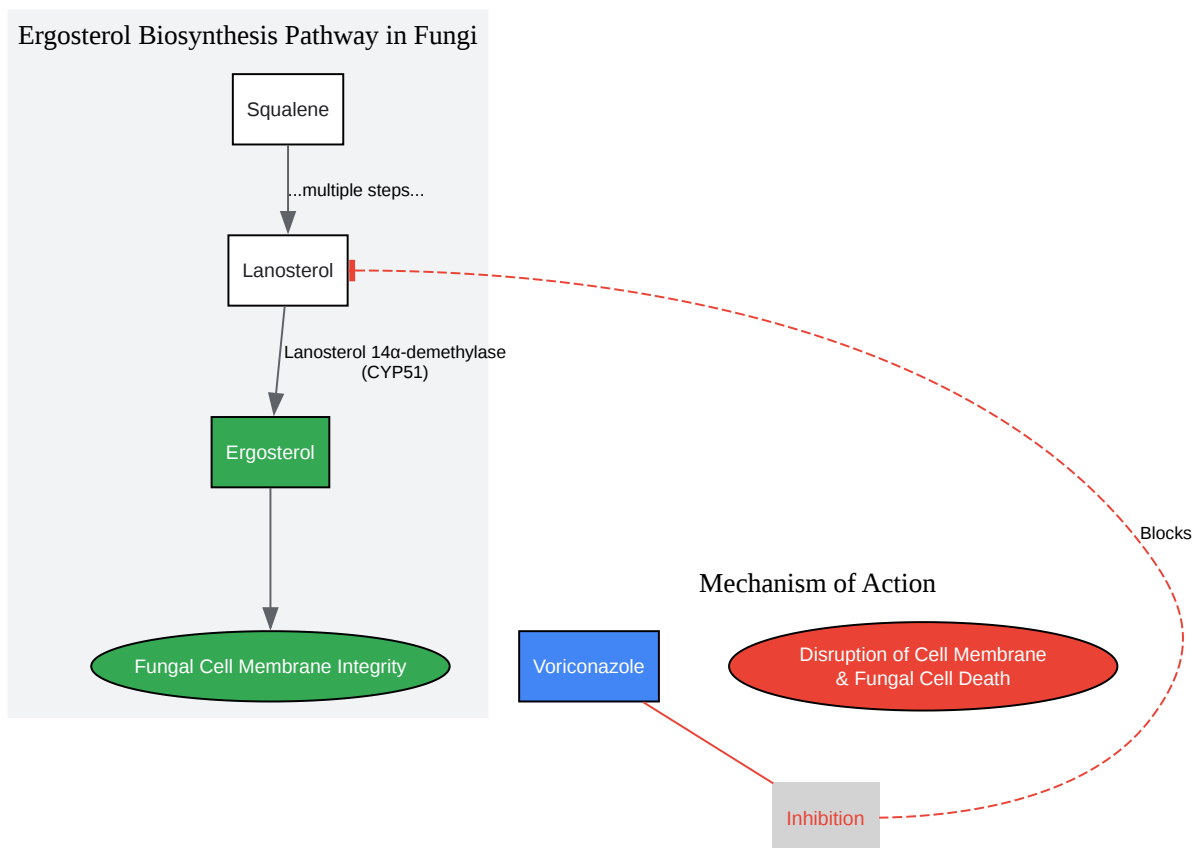 Ergosterol Biosynthesis Pathway in Fungi
Squalene
...multiple steps...
Lanosterol
Lanosterol 14α-demethylase
(CYP51)
Ergosterol
Fungal Cell Membrane Integrity
Blocks
Mechanism of Action
Voriconazole
Disruption of Cell Membrane
& Fungal Cell Death
Inhibition